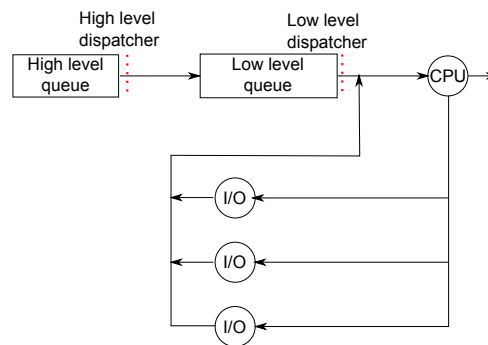 High level
dispatcher
Low level
dispatcher
High level
queue
Low level
queue
CPU
I/O
I/O
I/O